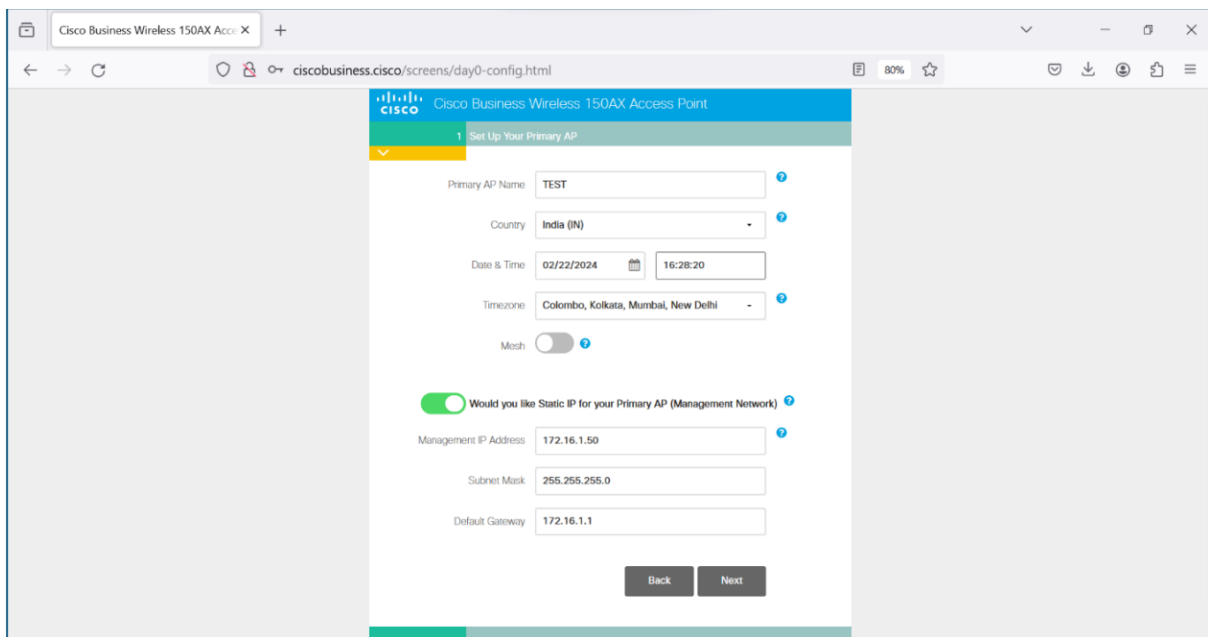 Cisco Business Wireless 150AX Acce
ciscobusiness.cisco/screens/day0-config.html
80%
CISCO Cisco Business Wireless 150AX Access Point
1 Set Up Your Primary AP
Primary AP Name TEST ?
Country India (IN) ?
Date & Time 02/22/2024 16:28:20
Timezone Colombo, Kolkata, Mumbai, New Delhi ?
Mesh ?
Would you like Static IP for your Primary AP (Management Network) ?
Management IP Address 172.16.1.50 ?
Subnet Mask 255.255.255.0
Default Gateway 172.16.1.1
Back Next